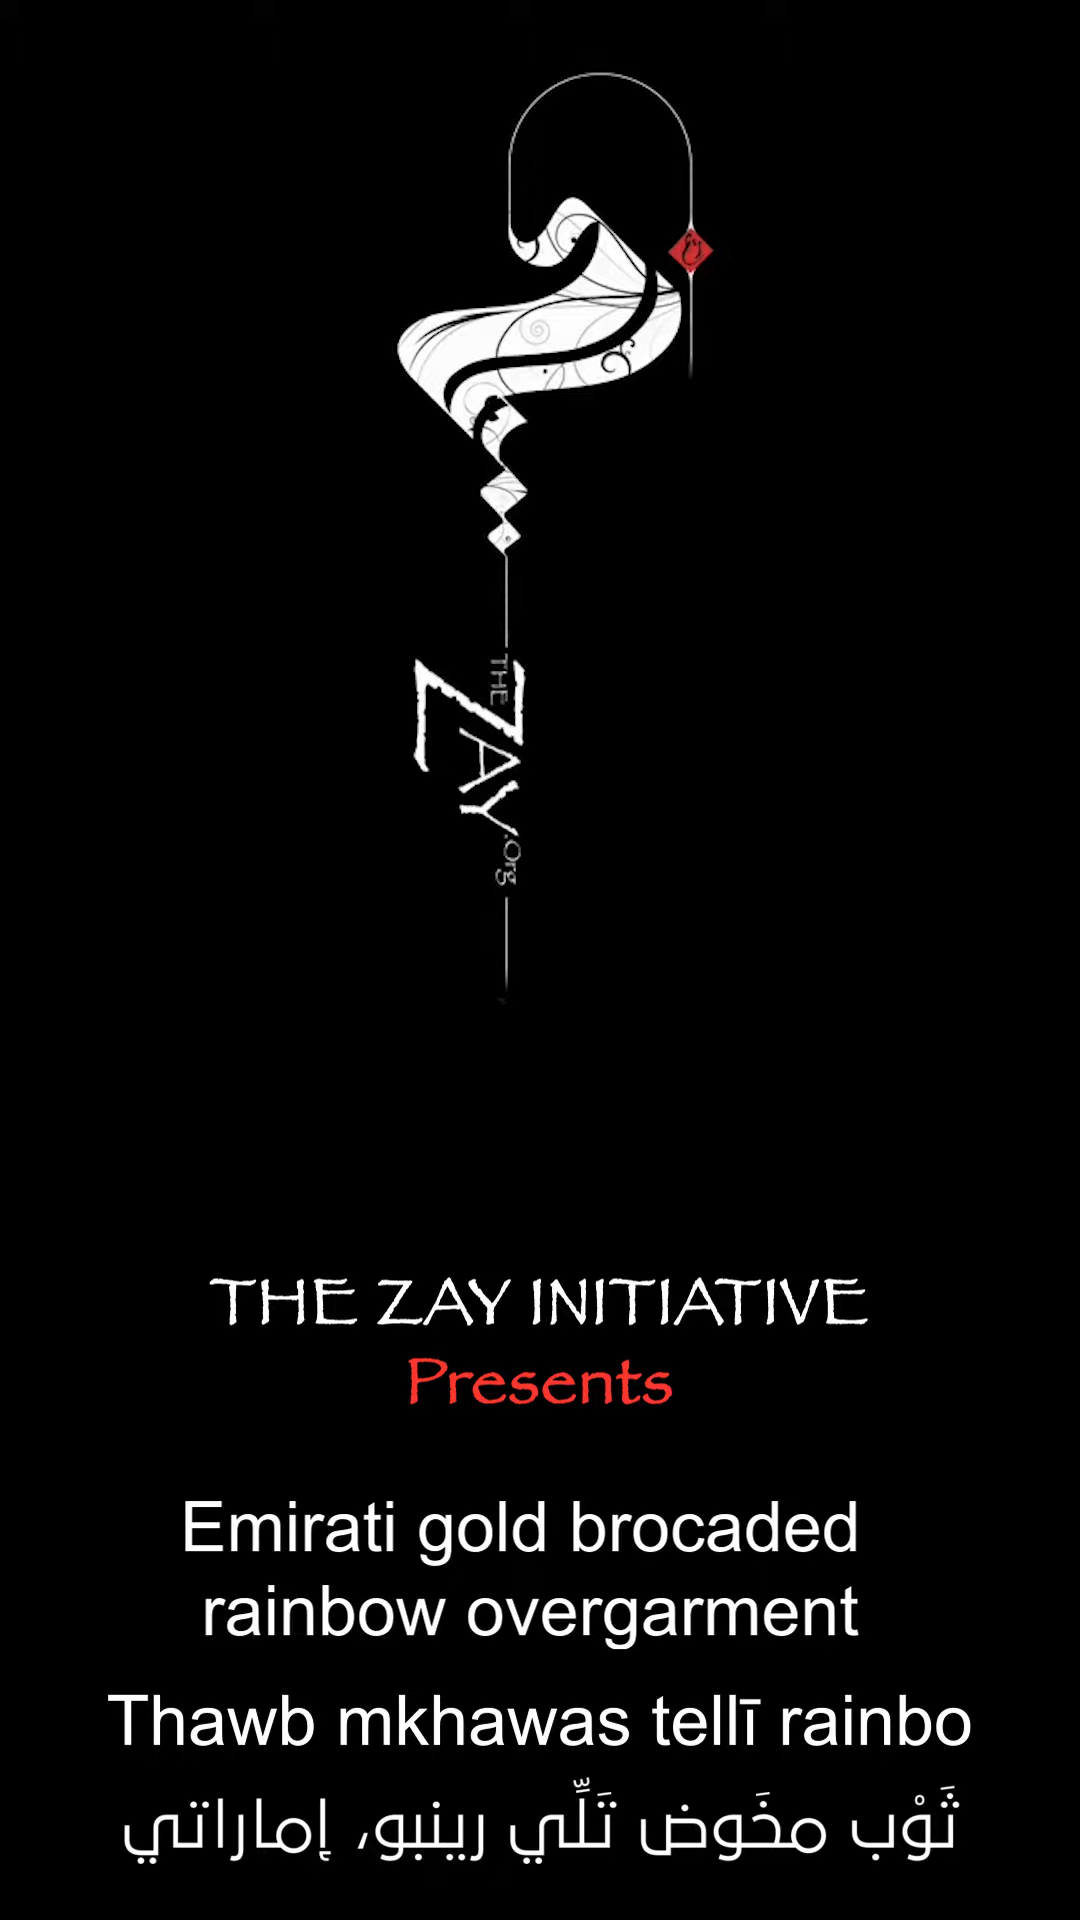 THE
ZAY
.org
THE ZAY INITIATIVE
Presents
Emirati gold brocaded
rainbow overgarment
Thawb mkhawas tellī rainbo
ثَوْب مخَوض تَلِّي رينبو، إماراتي